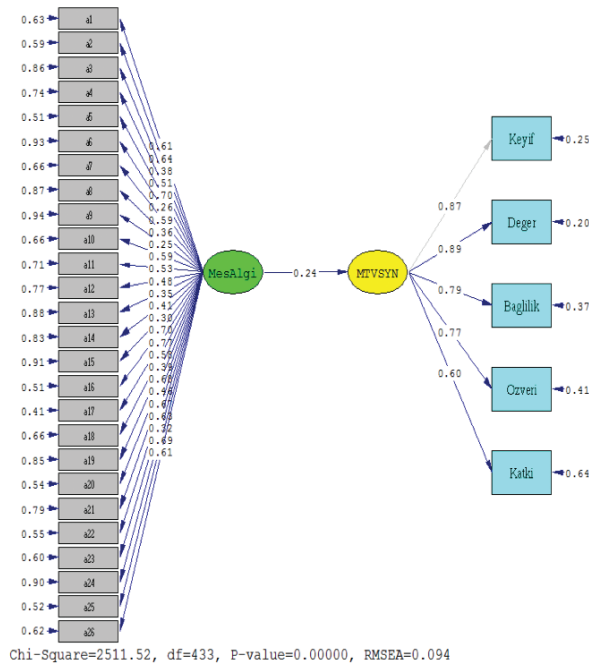 0.63 a1
0.59 a2
0.86 a3
0.74 a4
0.51 a5
0.93 a6
0.66 a7
0.87 a8
0.94 a9
0.66 a10
0.71 a11
0.77 a12
0.88 a13
0.83 a14
0.91 a15
0.51 a16
0.41 a17
0.66 a18
0.85 a19
0.54 a20
0.79 a21
0.55 a22
0.60 a23
0.90 a24
0.52 a25
0.62 a26
0.61
0.64
0.38
0.51
0.70
0.26
0.59
0.36
0.25
0.59
0.53
0.48
0.35
0.41
0.30
0.70
0.77
0.59
0.39
0.68
0.46
0.67
0.63
0.32
0.69
0.61
MesAlgi
0.24
MTVSYN
0.87
0.89
0.79
0.77
0.60
Keyif 0.25
Deger 0.20
Baglilik 0.37
Ozveri 0.41
Katki 0.64
Chi-Square=2511.52, df=433, P-value=0.00000, RMSEA=0.094